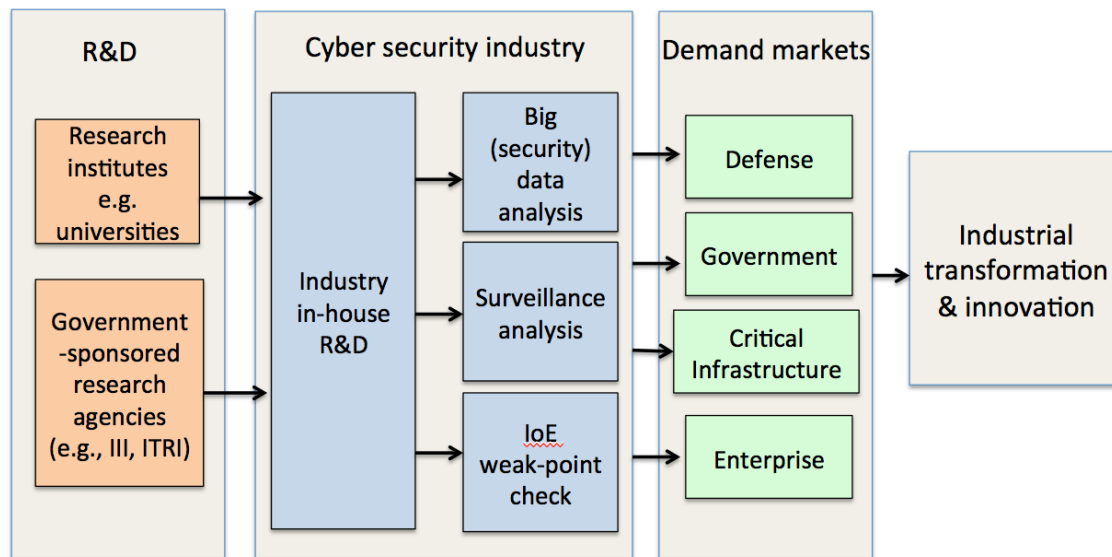 R&D
Research
institutes
e.g.
universities
Government
-sponsored
research
agencies
(e.g., III, ITRI)
Cyber security industry
Industry
in-house
R&D
Big
(security)
data
analysis
Surveillance
analysis
IoE
weak-point
check
Demand markets
Defense
Government
Critical
Infrastructure
Enterprise
Industrial
transformation
& innovation